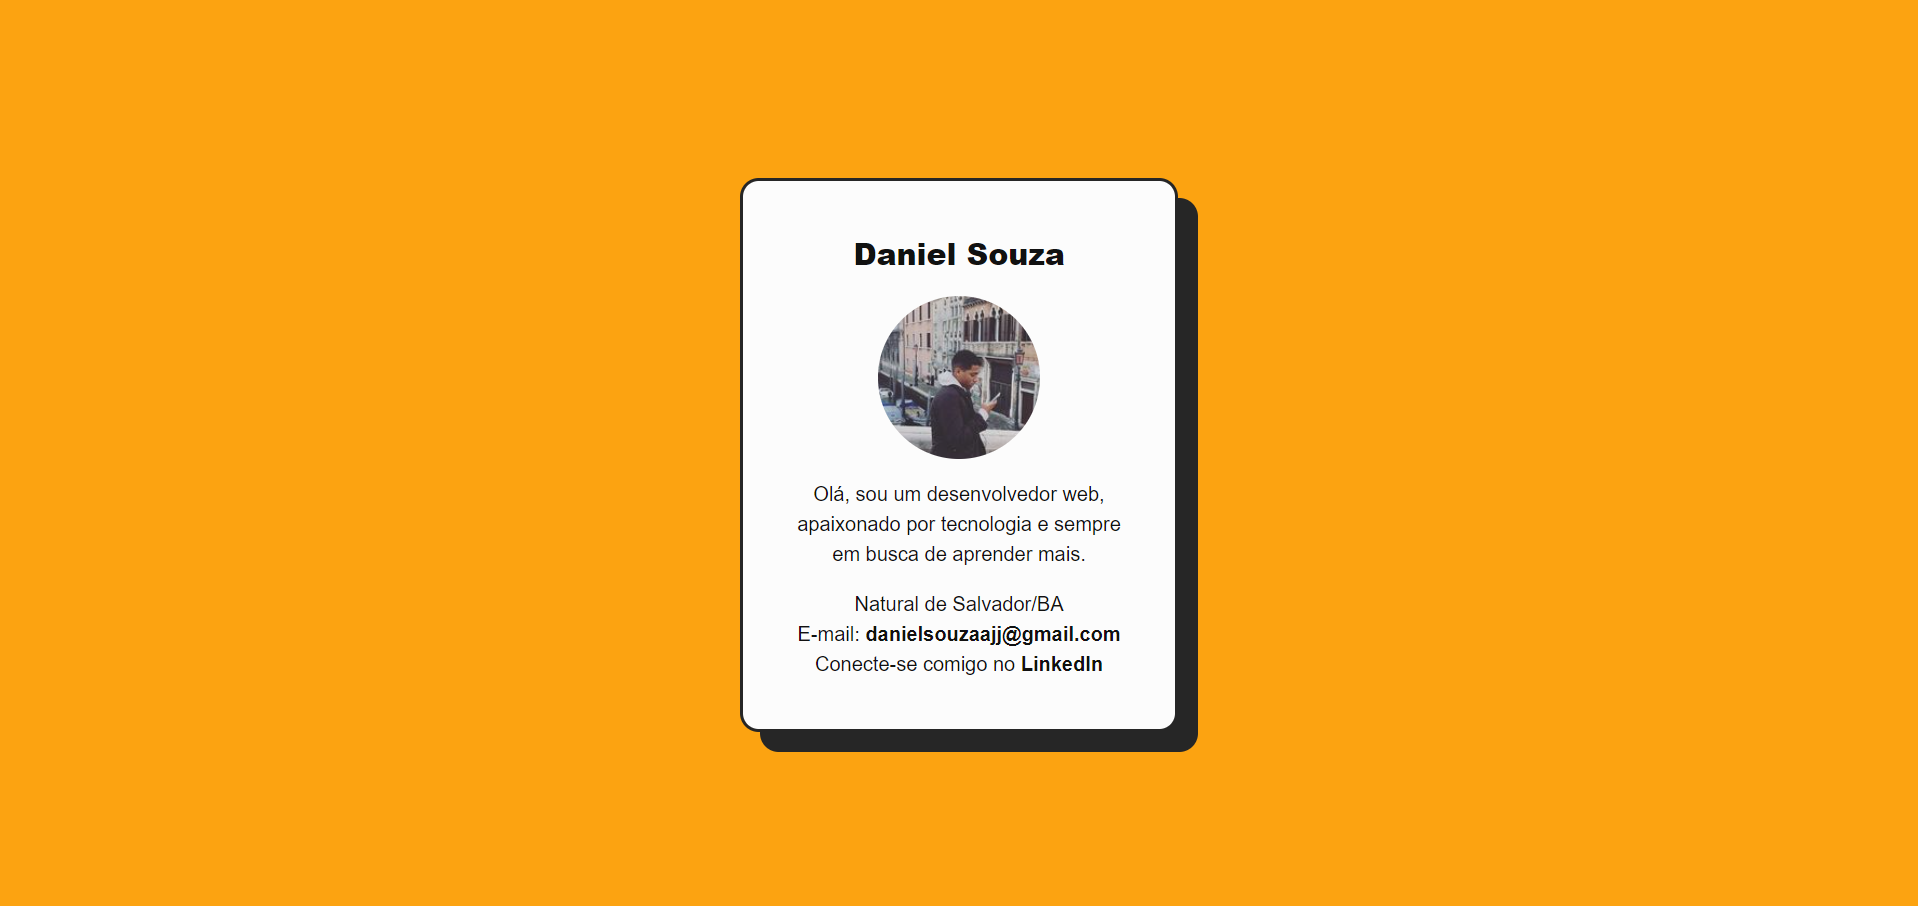 Daniel Souza
Olá, sou um desenvolvedor web,
apaixonado por tecnologia e sempre
em busca de aprender mais.
Natural de Salvador/BA
E-mail: danielsouzaajj@gmail.com
Conecte-se comigo no LinkedIn